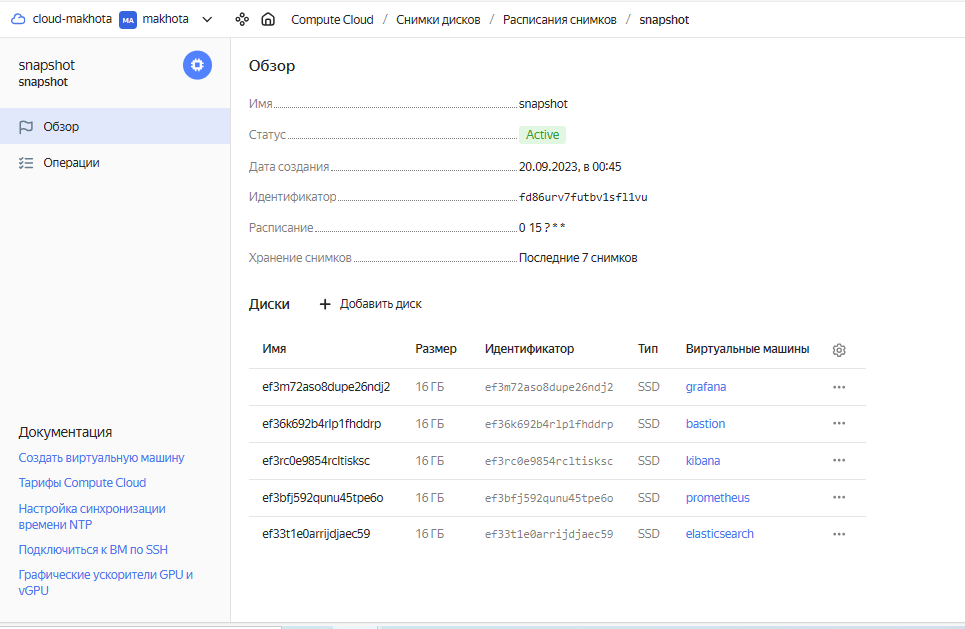 cloud-makhota MA makhota Compute Cloud / Снимки дисков / Расписания снимков / snapshot
snapshot
snapshot
Обзор
Операции
Документация
Создать виртуальную машину
Тарифы Compute Cloud
Настройка синхронизации
времени NTP
Подключиться к ВМ по SSH
Графические ускорители GPU и
vGPU
Обзор
Имя snapshot
Статус Active
Дата создания 20.09.2023, в 00:45
Идентификатор fd86urv7futbv1sfl1vu
Расписание 0 15 ? * *
Хранение снимков Последние 7 снимков
Диски + Добавить диск
Имя Размер Идентификатор Тип Виртуальные машины
ef3m72aso8dupe26ndj2 16 ГБ ef3m72aso8dupe26ndj2 SSD grafana
ef36k692b4rlp1fhddrp 16 ГБ ef36k692b4rlp1fhddrp SSD bastion
ef3rc0e9854rcltisksc 16 ГБ ef3rc0e9854rcltisksc SSD kibana
ef3bfj592qunu45tpe6o 16 ГБ ef3bfj592qunu45tpe6o SSD prometheus
ef33t1e0arrijdjaec59 16 ГБ ef33t1e0arrijdjaec59 SSD elasticsearch